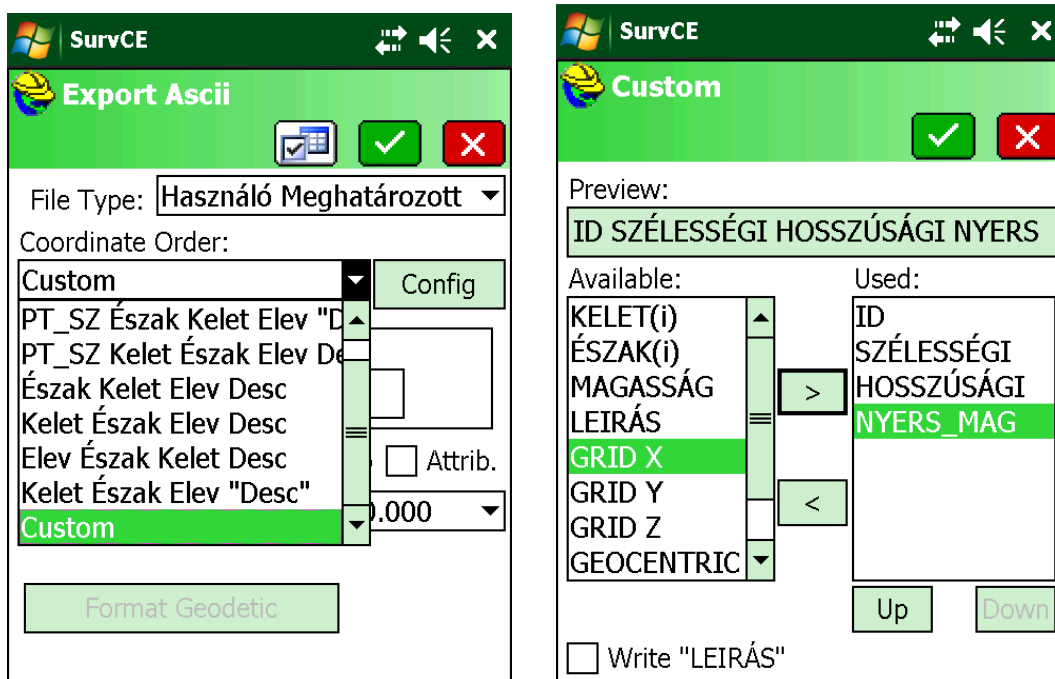 SurvCE
Export Ascii
File Type: Használó Meghatározott
Coordinate Order:
Custom
Config
PT_SZ Észak Kelet Elev "D
PT_SZ Kelet Észak Elev De
Észak Kelet Elev Desc
Kelet Észak Elev Desc
Elev Észak Kelet Desc
Attrib.
Kelet Észak Elev "Desc"
.000
Custom
Format Geodetic
SurvCE
Custom
Preview:
ID SZÉLESSÉGI HOSSZÚSÁGI NYERS
Available:
KELET(i)
ÉSZAK(i)
MAGASSÁG
LEIRÁS
GRID X
GRID Y
GRID Z
GEOCENTRIC
>
<
Used:
ID
SZÉLESSÉGI
HOSSZÚSÁGI
NYERS_MAG
Up
Down
Write "LEIRÁS"